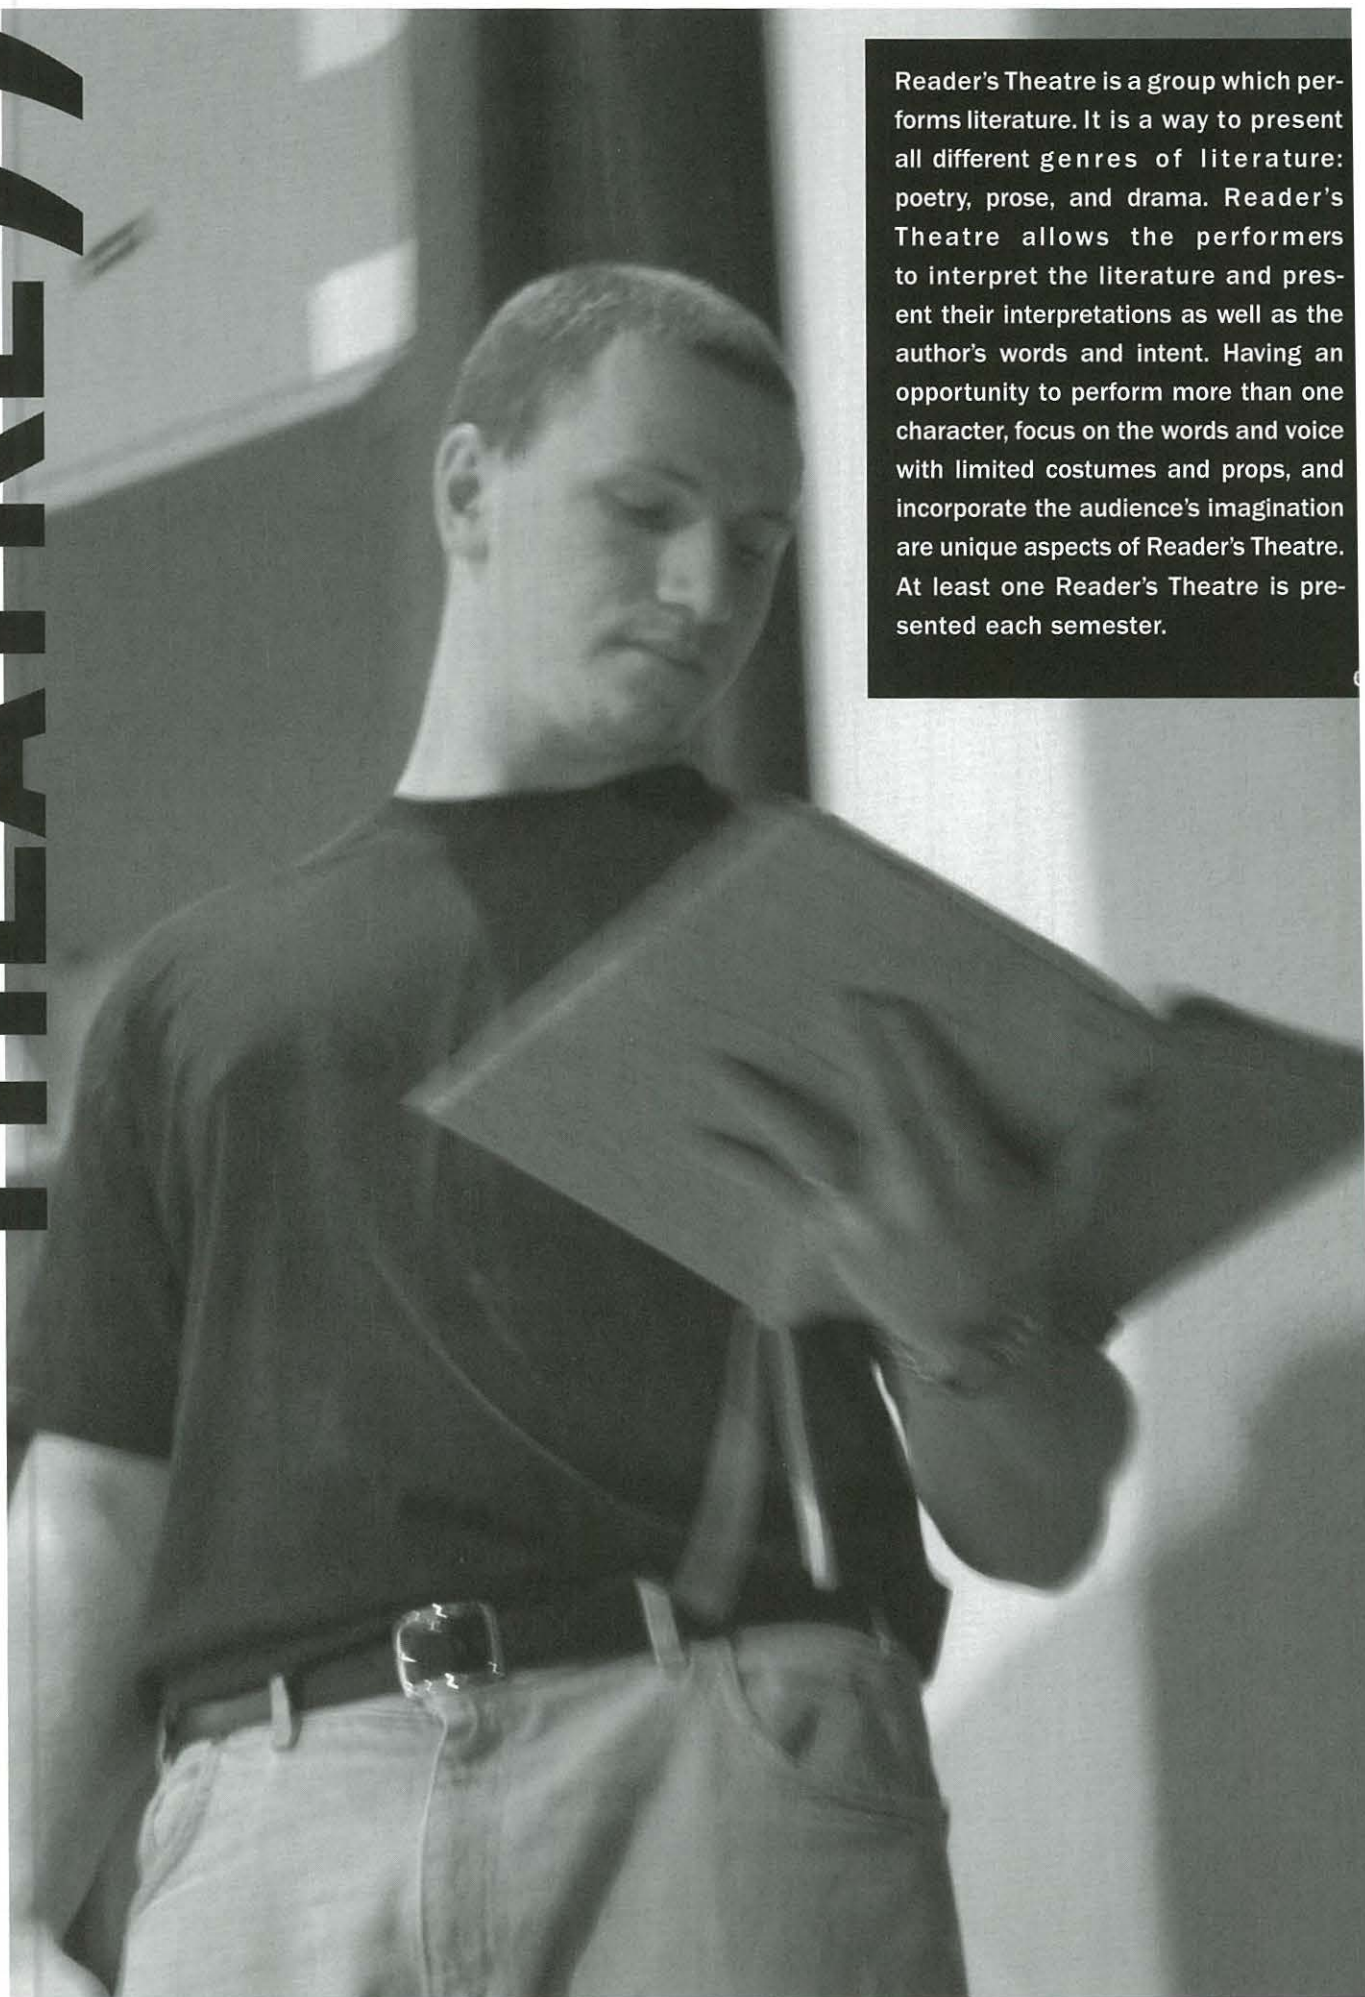 Reader's Theatre is a group which per-
forms literature. It is a way to present
all different genres of literature:
poetry, prose, and drama. Reader's
Theatre allows the performers
to interpret the literature and pres-
ent their interpretations as well as the
author's words and intent. Having an
opportunity to perform more than one
character, focus on the words and voice
with limited costumes and props, and
incorporate the audience's imagination
are unique aspects of Reader's Theatre.
At least one Reader's Theatre is pre-
sented each semester.